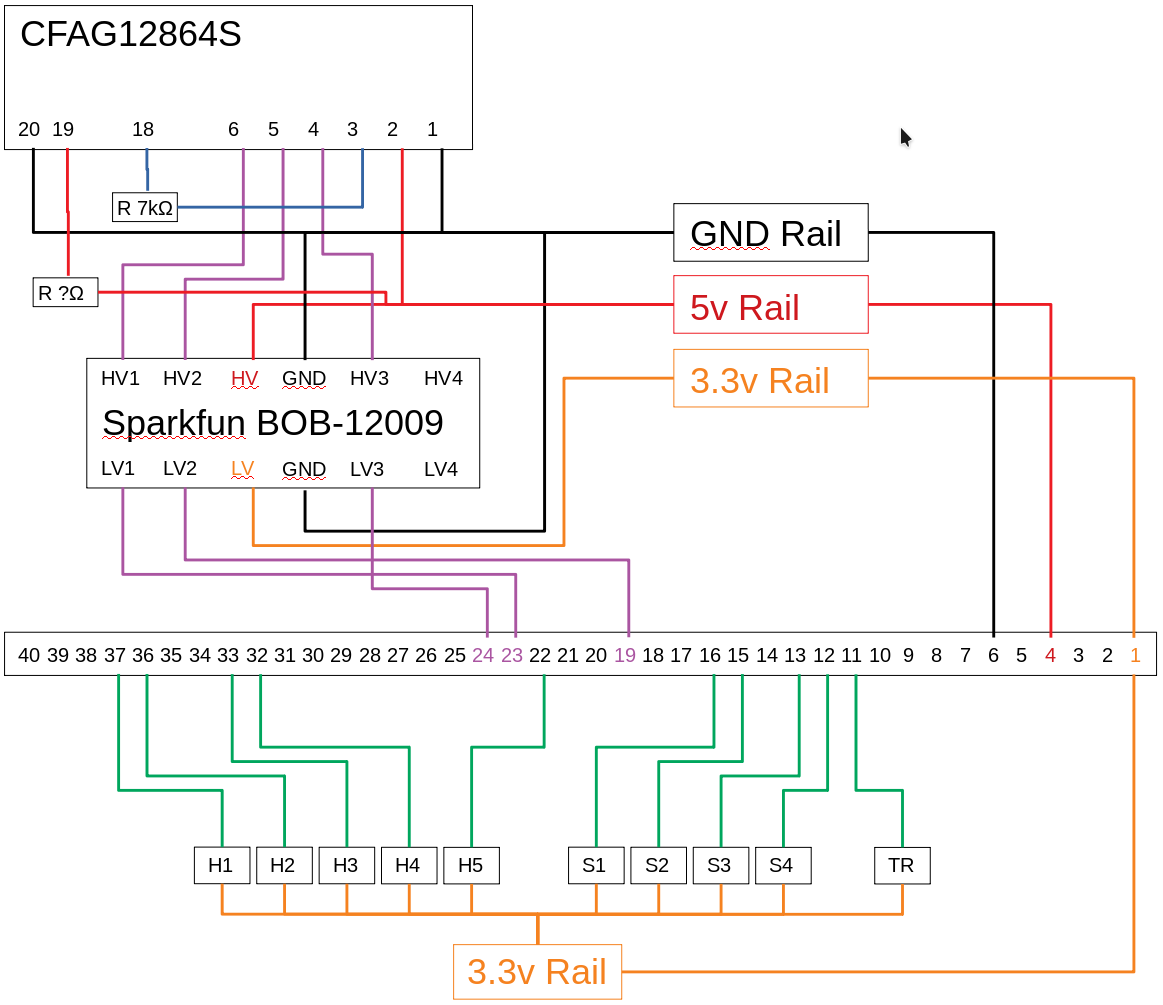 CFAG12864S
20 19 18 6 5 4 3 2 1
R 7kΩ
GND Rail
R ?Ω
5v Rail
3.3v Rail
HV1 HV2 HV GND HV3 HV4
Sparkfun BOB-12009
LV1 LV2 LV GND LV3 LV4
40 39 38 37 36 35 34 33 32 31 30 29 28 27 26 25 24 23 22 21 20 19 18 17 16 15 14 13 12 11 10 9 8 7 6 5 4 3 2 1
H1 H2 H3 H4 H5 S1 S2 S3 S4 TR
3.3v Rail